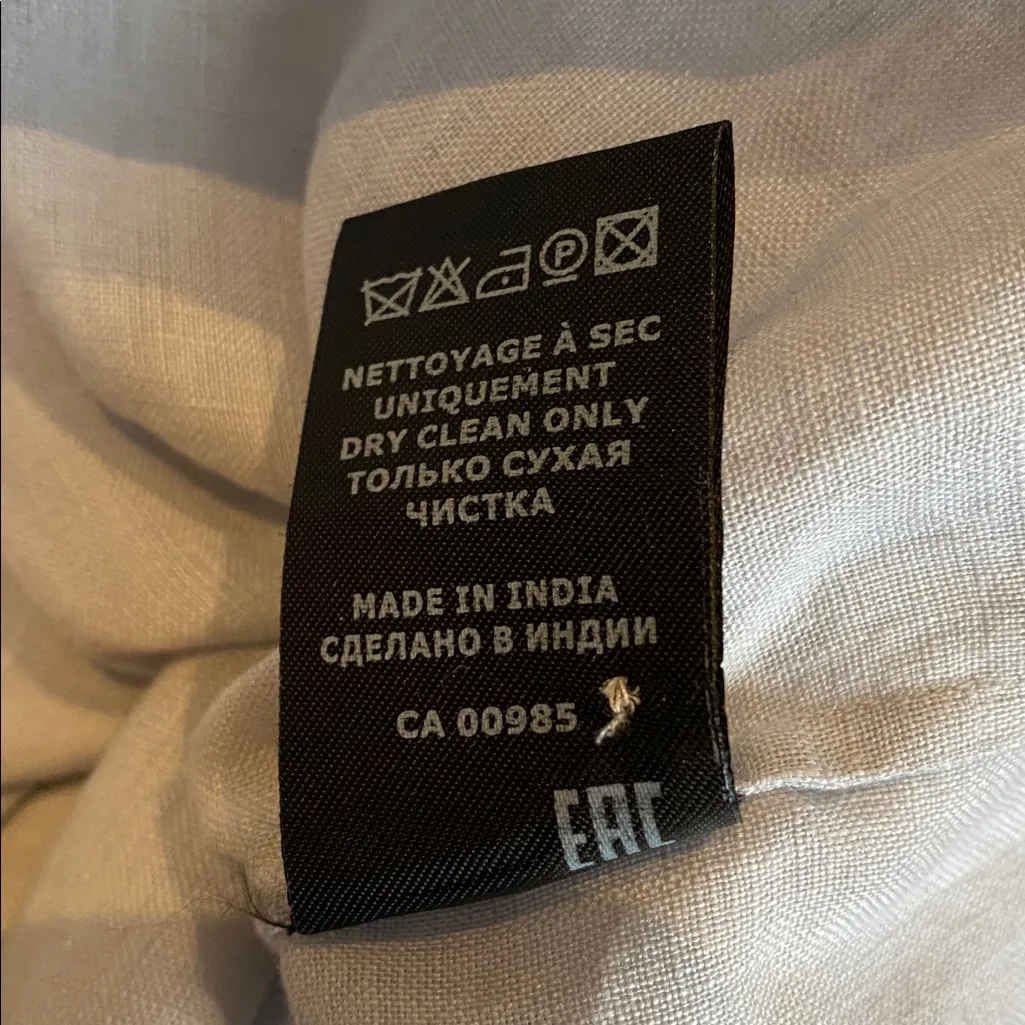 P
NETTOYAGE À SEC
UNIQUEMENT
DRY CLEAN ONLY
ТОЛЬКО СУХАЯ
ЧИСТКА
MADE IN INDIA
СДЕЛАНО В ИНДИИ
CA 00985
EAC